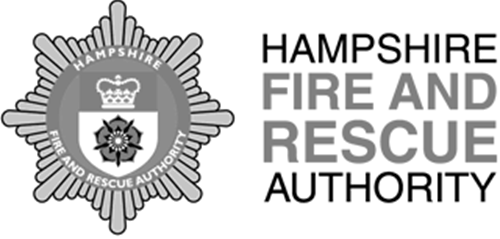 HAMPSHIRE
FIRE AND RESCUE AUTHORITY
HAMPSHIRE
FIRE AND
RESCUE
AUTHORITY